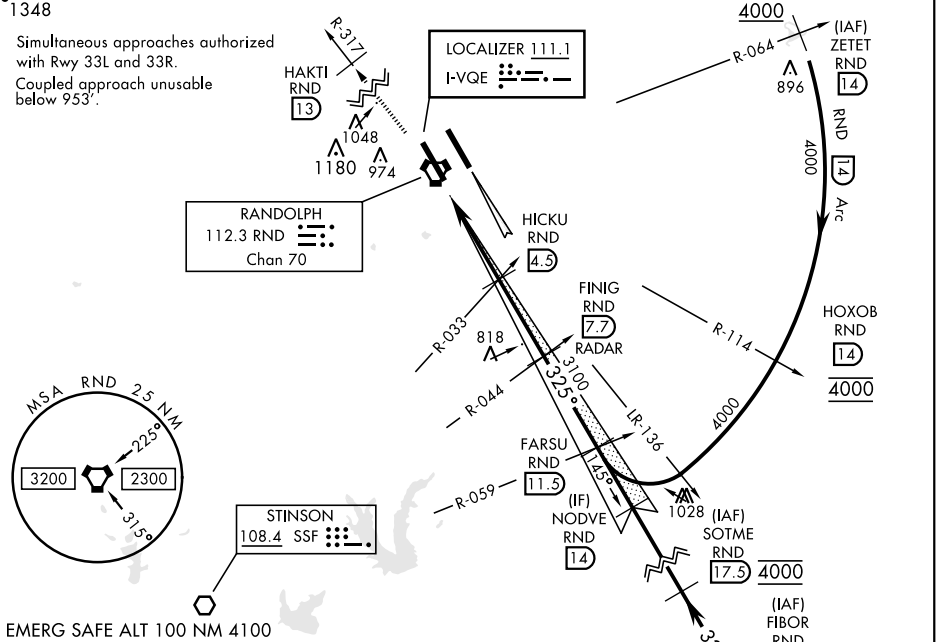 1348
Simultaneous approaches authorized
with Rwy 33L and 33R.
Coupled approach unusable
below 953'.
R-317
HAKTI
RND
13
1048
1180
974
LOCALIZER 111.1
I-VQE
4000
(IAF)
ZETET
RND
14
R-064
896
RND 14 Arc
4000
RANDOLPH
112.3 RND
Chan 70
HICKU
RND
4.5
FINIG
RND
7.7
RADAR
R-033
818
R-044
3100
325°
R-114
HOXOB
RND
14
4000
4000
LR-136
FARSU
RND
11.5
145°
R-059
(IF)
NODVE
RND
14
1028
(IAF)
SOTME
RND
17.5
4000
(IAF)
FIBOR
RND
MSA RND 25 NM
225°
3200
2300
315°
STINSON
108.4 SSF
EMERG SAFE ALT 100 NM 4100